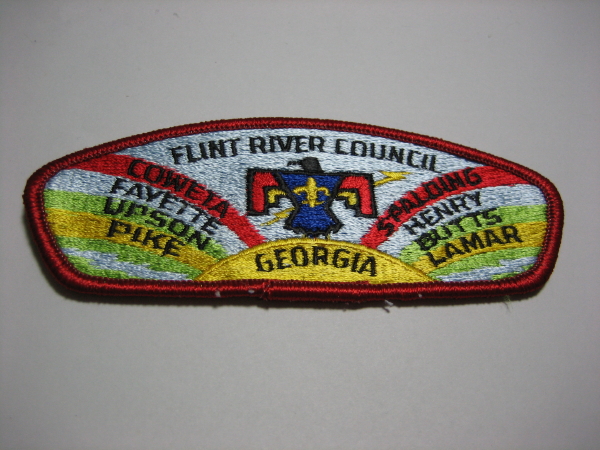 FLINT RIVER COUNCIL
COWETA
FAYETTE
UPSON
PIKE
SPALDING
HENRY
BUTTS
LAMAR
GEORGIA